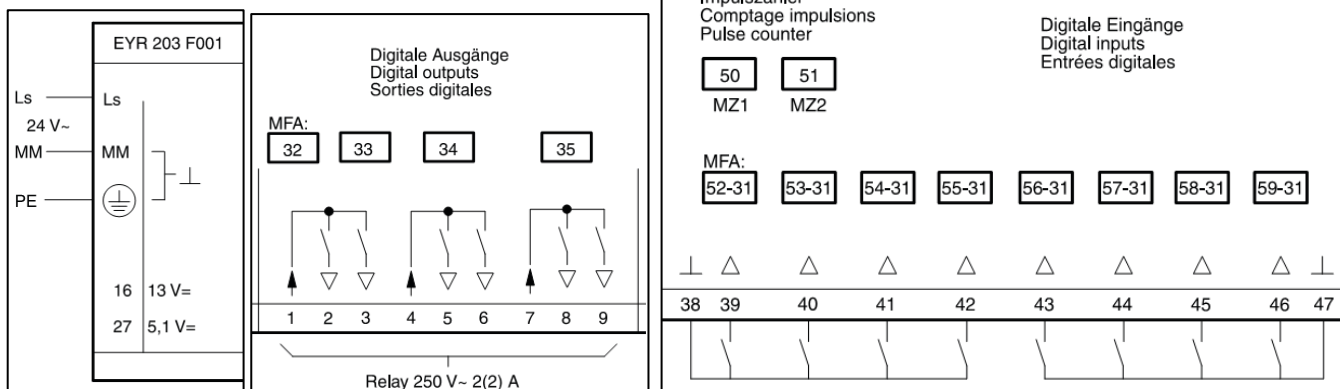 EYR 203 F001
Ls
Ls
24 V~
MM
MM
PE
16 13 V=
27 5,1 V=
Digitale Ausgänge
Digital outputs
Sorties digitales
MFA:
32 33 34 35
1 2 3 4 5 6 7 8 9
Relay 250 V~ 2(2) A
Impulszähler
Comptage impulsions
Pulse counter
50 51
MZ1 MZ2
Digitale Eingänge
Digital inputs
Entrées digitales
MFA:
52-31 53-31 54-31 55-31 56-31 57-31 58-31 59-31
38 39 40 41 42 43 44 45 46 47